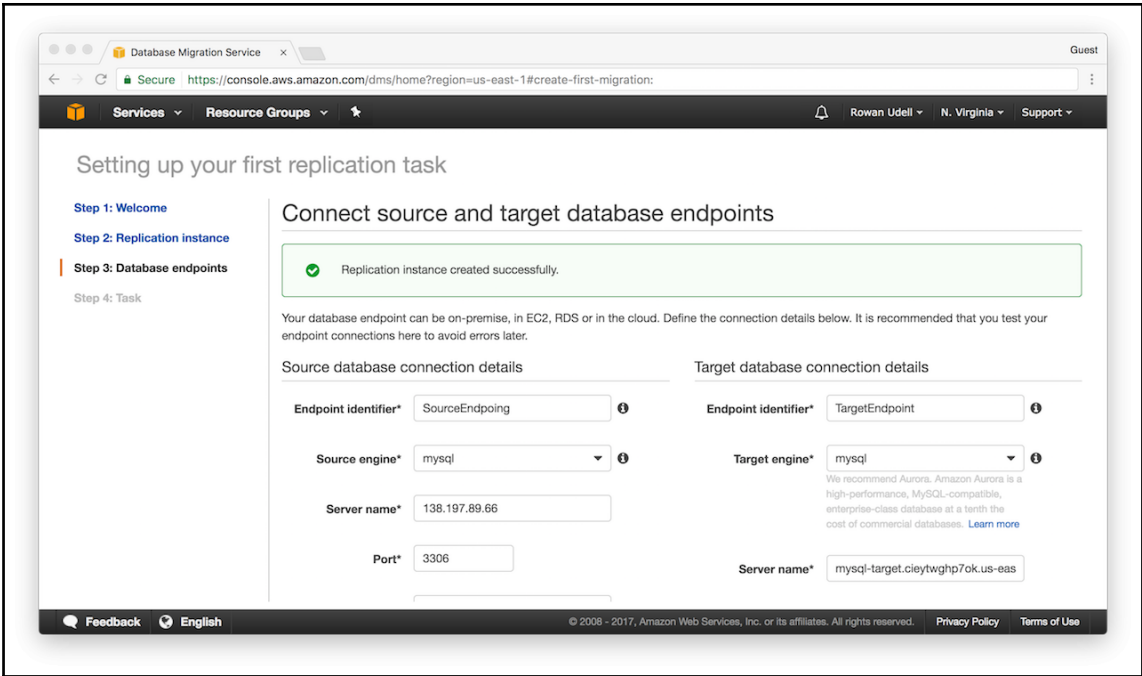 Database Migration Service
Guest
Secure https://console.aws.amazon.com/dms/home?region=us-east-1#create-first-migration:
Services Resource Groups Rowan Udell N. Virginia Support
Setting up your first replication task
Step 1: Welcome
Step 2: Replication instance
Step 3: Database endpoints
Step 4: Task
Connect source and target database endpoints
Replication instance created successfully.
Your database endpoint can be on-premise, in EC2, RDS or in the cloud. Define the connection details below. It is recommended that you test your
endpoint connections here to avoid errors later.
Source database connection details
Endpoint identifier* SourceEndpoing
Source engine* mysql
Server name* 138.197.89.66
Port* 3306
Target database connection details
Endpoint identifier* TargetEndpoint
Target engine* mysql
We recommend Aurora. Amazon Aurora is a
high-performance, MySQL-compatible,
enterprise-class database at a tenth the
cost of commercial databases. Learn more
Server name* mysql-target.cieytwghp7ok.us-eas
Feedback English © 2008 - 2017, Amazon Web Services, Inc. or its affiliates. All rights reserved. Privacy Policy Terms of Use